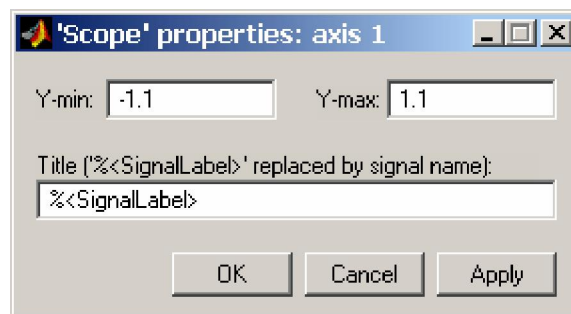 'Scope' properties: axis 1
Y-min: -1.1 Y-max: 1.1
Title ('%<SignalLabel>' replaced by signal name):
%<SignalLabel>
OK Cancel Apply